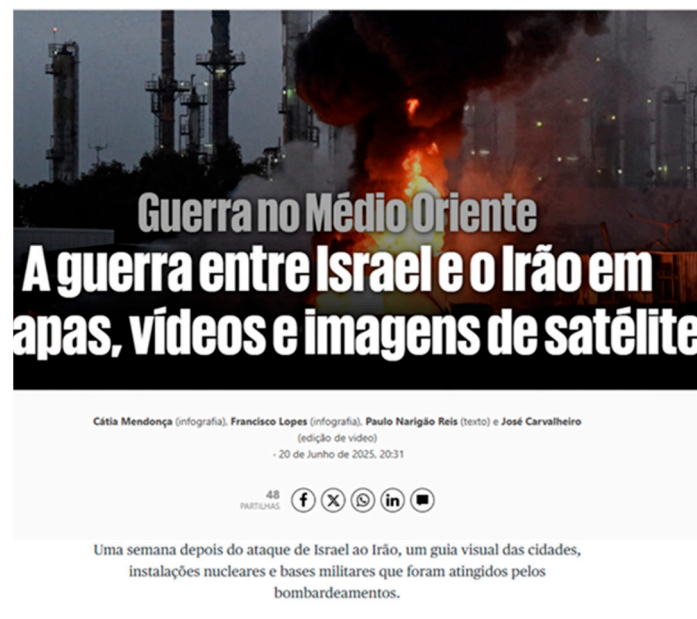 Guerra no Médio Oriente
A guerra entre Israel e o Irão em
apas, vídeos e imagens de satélite
Cátia Mendonça (infografia), Francisco Lopes (infografia), Paulo Narigão Reis (texto) e José Carvalheiro
(edição de video)
- 20 de Junho de 2025, 20:31
48
PARTILHAS
Uma semana depois do ataque de Israel ao Irão, um guia visual das cidades,
instalações nucleares e bases militares que foram atingidos pelos
bombardeamentos.